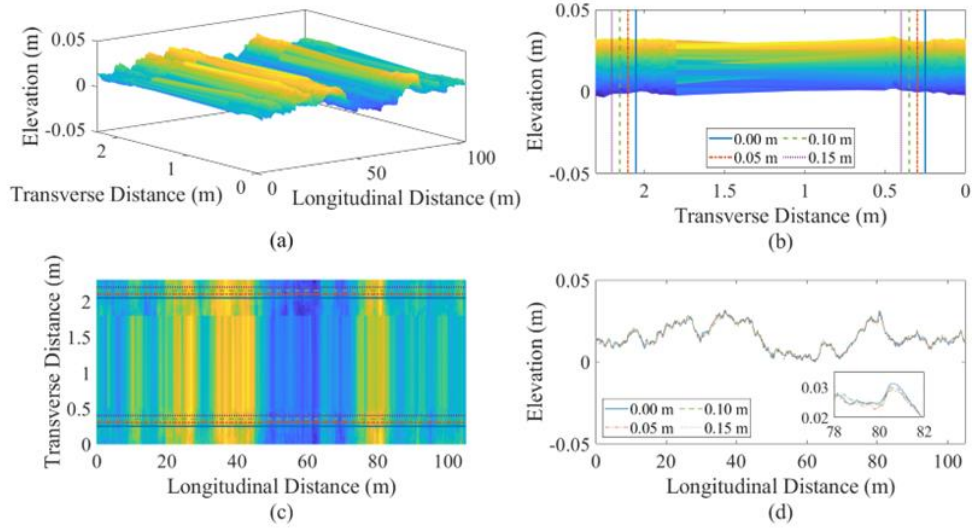 0.05
0
-0.05
Elevation (m)
2
1
0
Transverse Distance (m)
0
50
100
Longitudinal Distance (m)
(a)
0.05
0
-0.05
Elevation (m)
0.00 m
0.10 m
0.05 m
0.15 m
2
1.5
1
0.5
0
Transverse Distance (m)
(b)
Transverse Distance (m)
2
1.5
1
0.5
0
0
20
40
60
80
100
Longitudinal Distance (m)
(c)
0.05
0
-0.05
Elevation (m)
0.00 m
0.10 m
0.05 m
0.15 m
0.03
0.02
78
80
82
0
20
40
60
80
100
Longitudinal Distance (m)
(d)